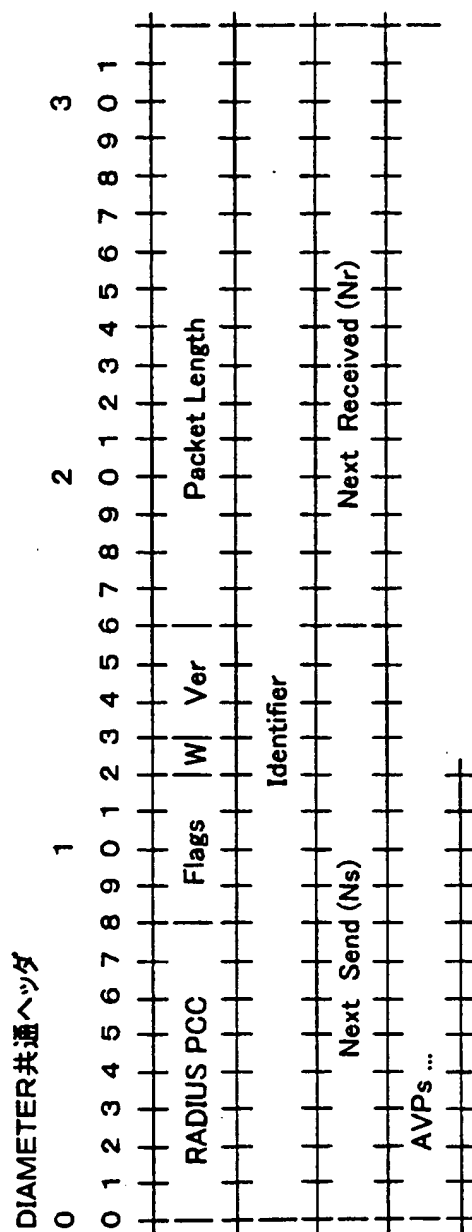 DIAMETER共通ヘッダ
0 1 2 3
0 1 2 3 4 5 6 7 8 9 0 1 2 3 4 5 6 7 8 9 0 1 2 3 4 5 6 7 8 9 0 1
RADIUS PCC | Flags |W| Ver | Packet Length
Identifier
Next Send (Ns) | Next Received (Nr)
AVPs ...